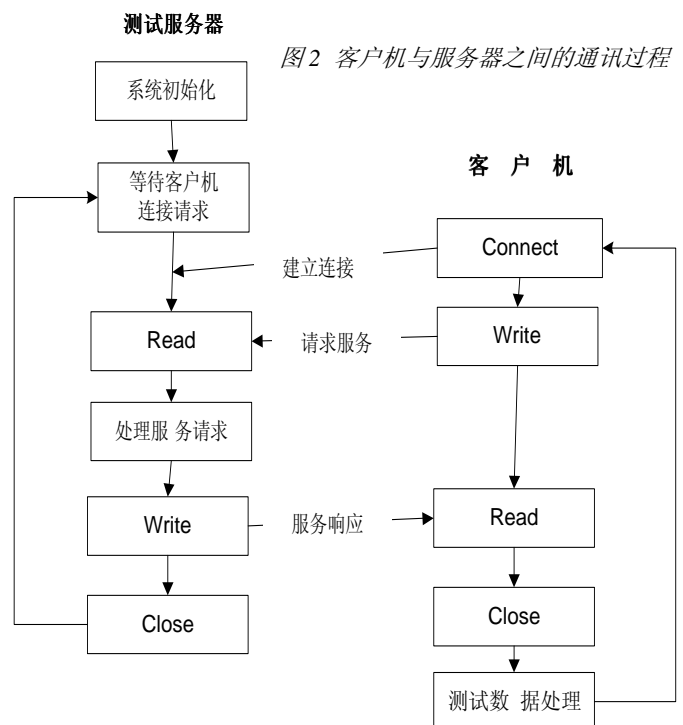 测试服务器
图2 客户机与服务器之间的通讯过程
系统初始化
等待客户机
连接请求
客 户 机
Connect
建立连接
Read
请求服务
Write
处理服 务请求
Write
服务响应
Read
Close
Close
测试数 据处理